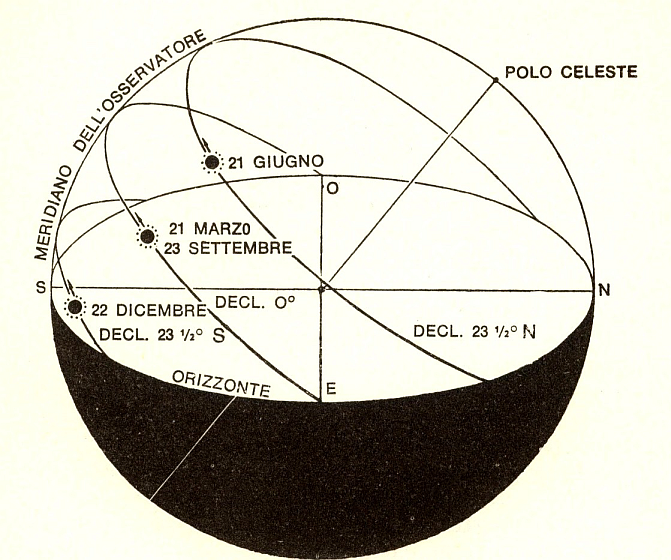 MERIDIANO DELL'OSSERVATORE
POLO CELESTE
21 GIUGNO
O
21 MARZO
23 SETTEMBRE
S
N
22 DICEMBRE
DECL. 0°
DECL. 23 ½° S
DECL. 23 ½° N
ORIZZONTE
E